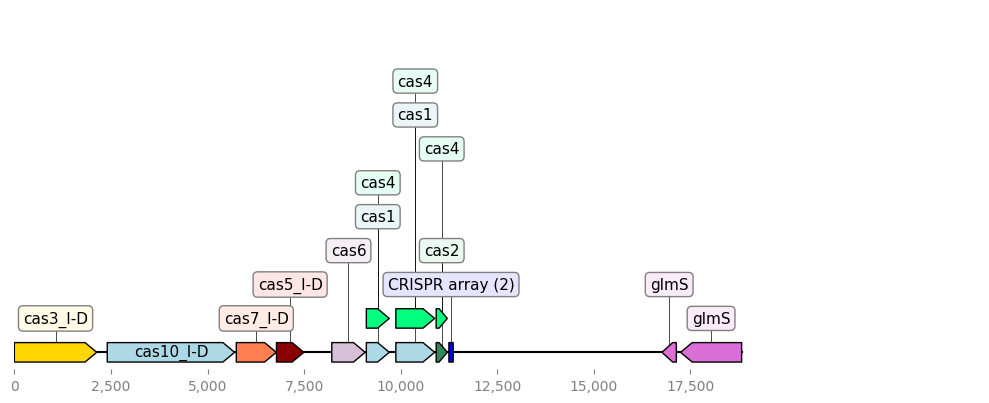 cas4
cas1
cas4
cas4
cas1
cas6
cas2
cas5_I-D
CRISPR array (2)
glmS
cas3_I-D
cas7_I-D
glmS
cas10_I-D
0
2,500
5,000
7,500
10,000
12,500
15,000
17,500